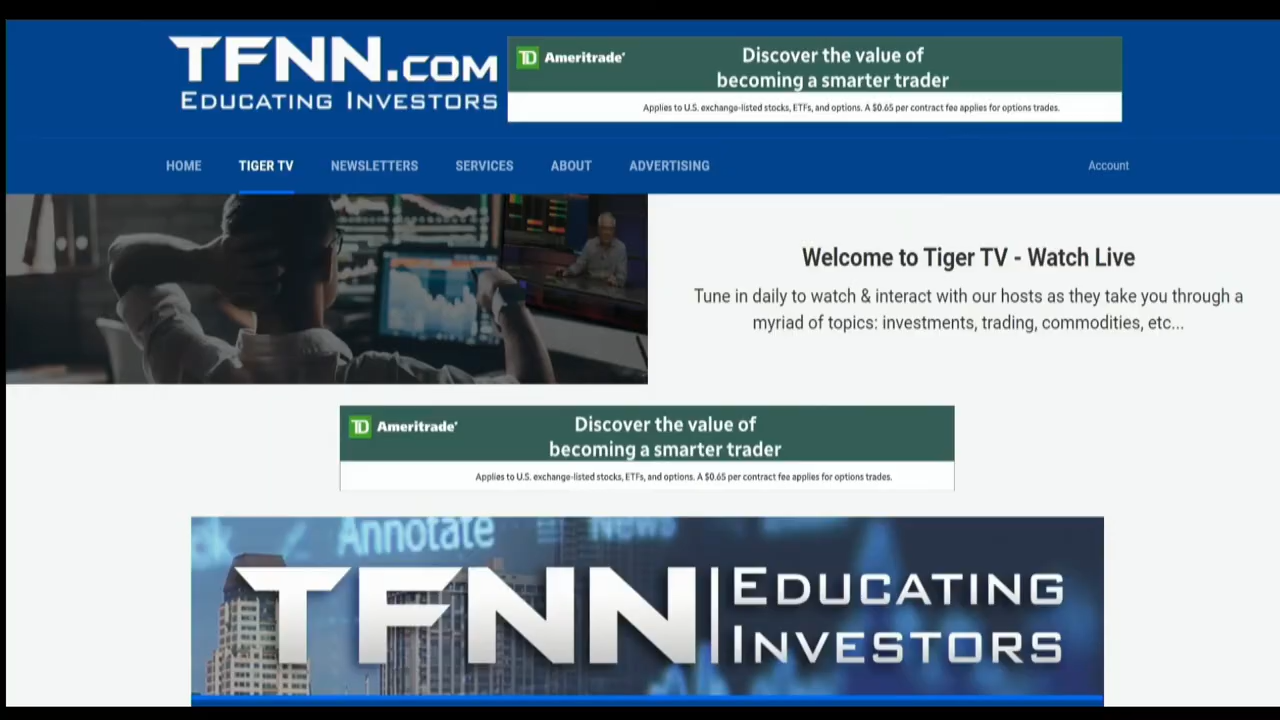 TFNN.COM
EDUCATING INVESTORS
TD Ameritrade®
Discover the value of
becoming a smarter trader
Applies to U.S. exchange-listed stocks, ETFs, and options. A $0.65 per contract fee applies for options trades.
HOME TIGER TV NEWSLETTERS SERVICES ABOUT ADVERTISING Account
Welcome to Tiger TV - Watch Live
Tune in daily to watch & interact with our hosts as they take you through a
myriad of topics: investments, trading, commodities, etc...
TD Ameritrade®
Discover the value of
becoming a smarter trader
Applies to U.S. exchange-listed stocks, ETFs, and options. A $0.65 per contract fee applies for options trades.
Annotate News
TFNN EDUCATING
INVESTORS